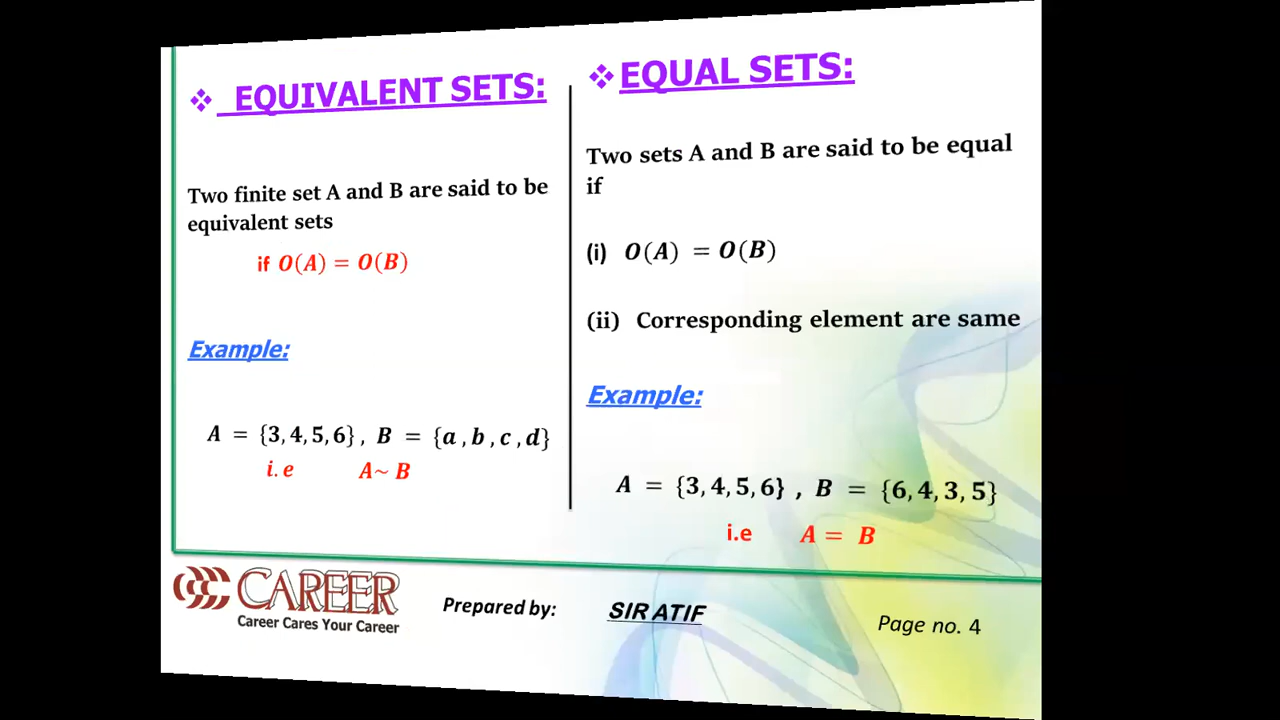 ❖ EQUIVALENT SETS:
Two finite set A and B are said to be
equivalent sets
if O(A) = O(B)
Example:
A = {3, 4, 5, 6} , B = {a , b , c , d}
i. e A~ B
❖ EQUAL SETS:
Two sets A and B are said to be equal
if
(i) O(A) = O(B)
(ii) Corresponding element are same
Example:
A = {3, 4, 5, 6} , B = {6, 4, 3, 5}
i.e A = B
CAREER
Career Cares Your Career
Prepared by: SIR ATIF
Page no. 4